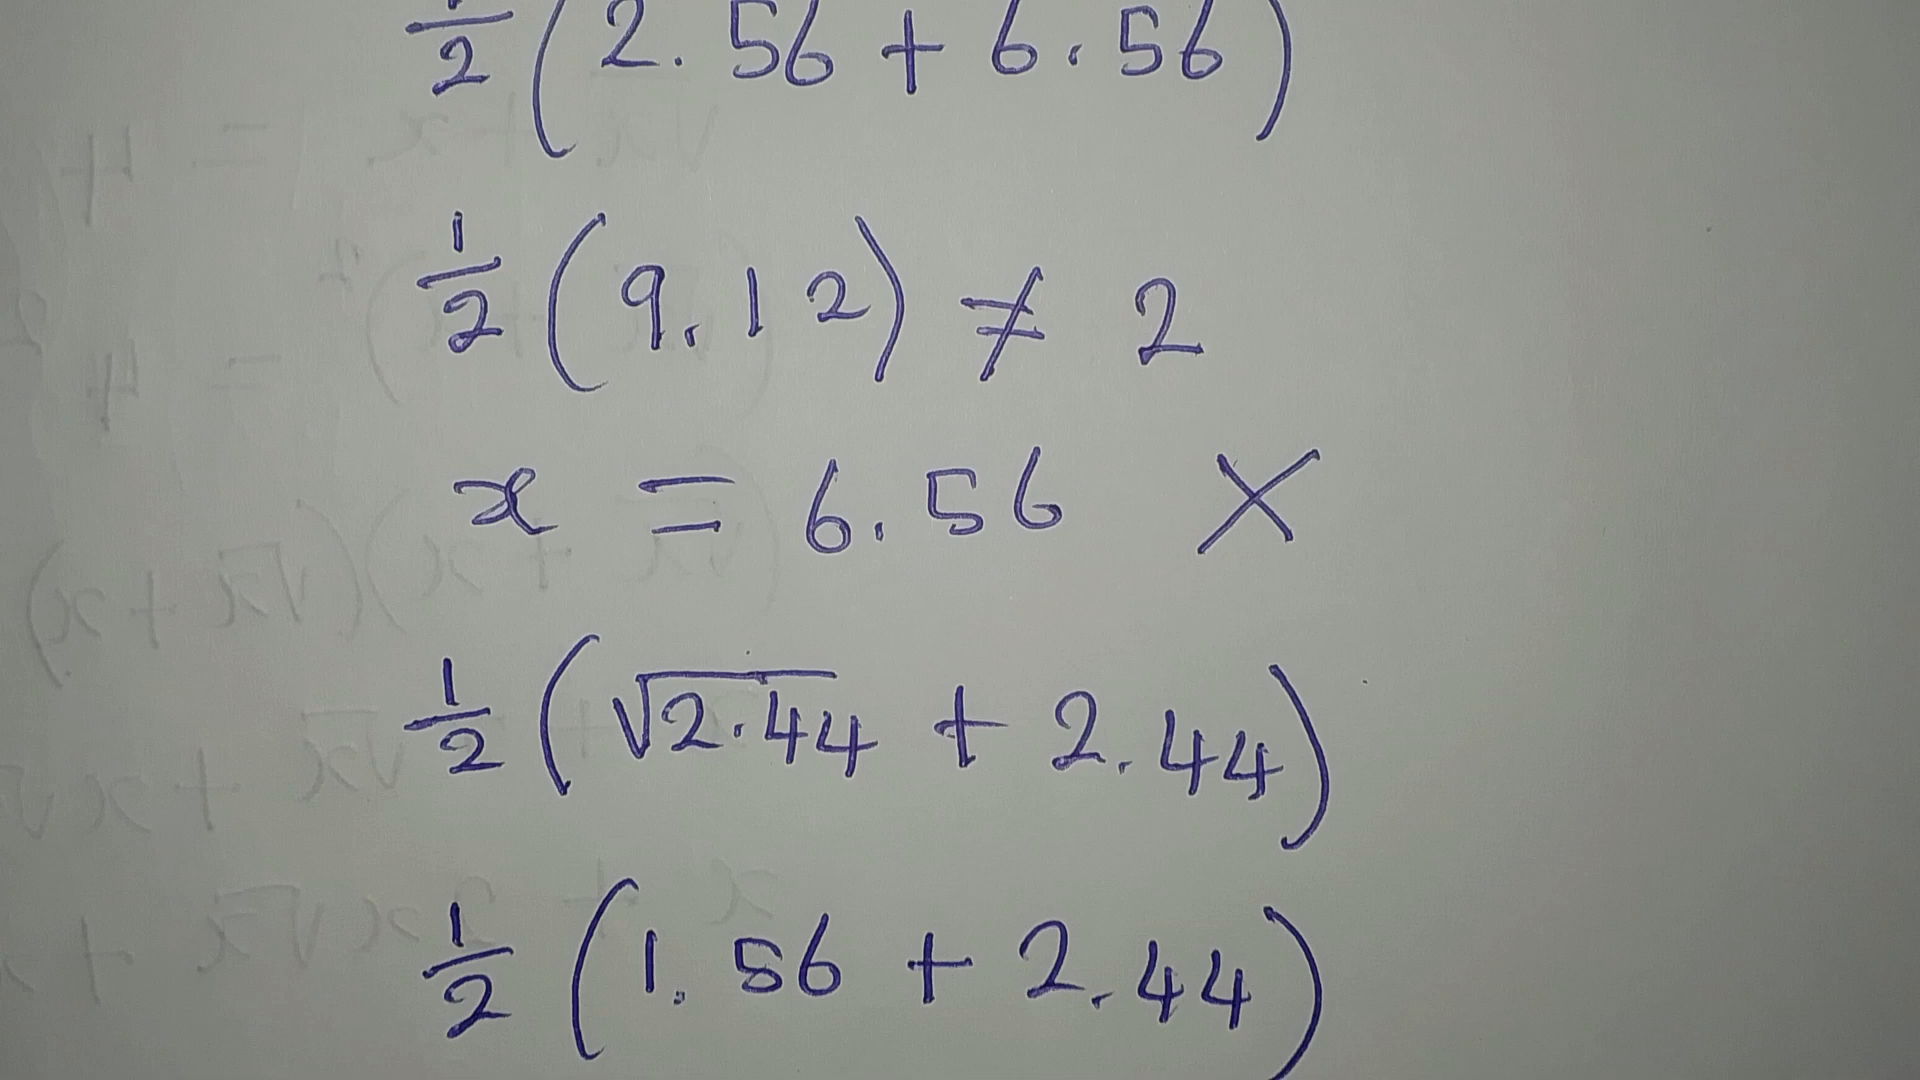 1/2 (2.56 + 6.56)
1/2 (9.12) ≠ 2
x = 6.56 ×
1/2 (√2.44 + 2.44)
1/2 (1.56 + 2.44)